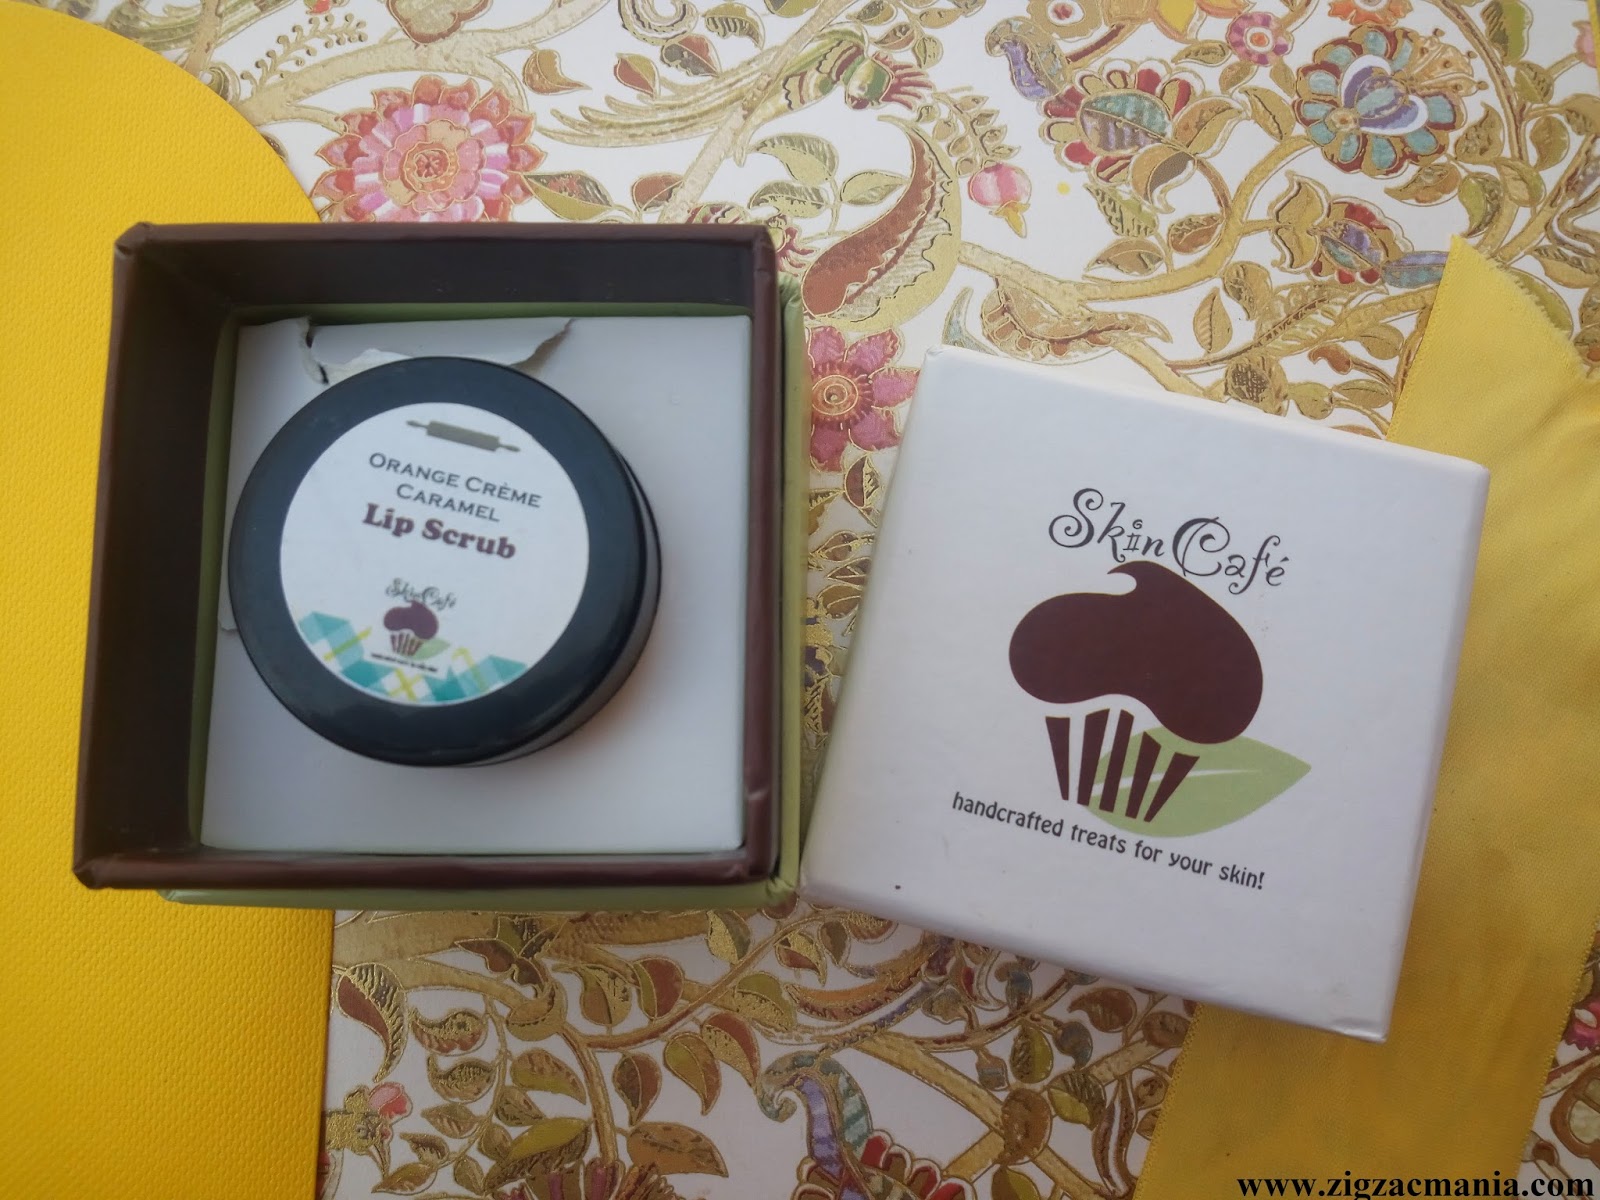 ORANGE CRÈME
CARAMEL
Lip Scrub
SkinCafé
SkinCafé
handcrafted treats for your skin!
www.zigzacmania.com